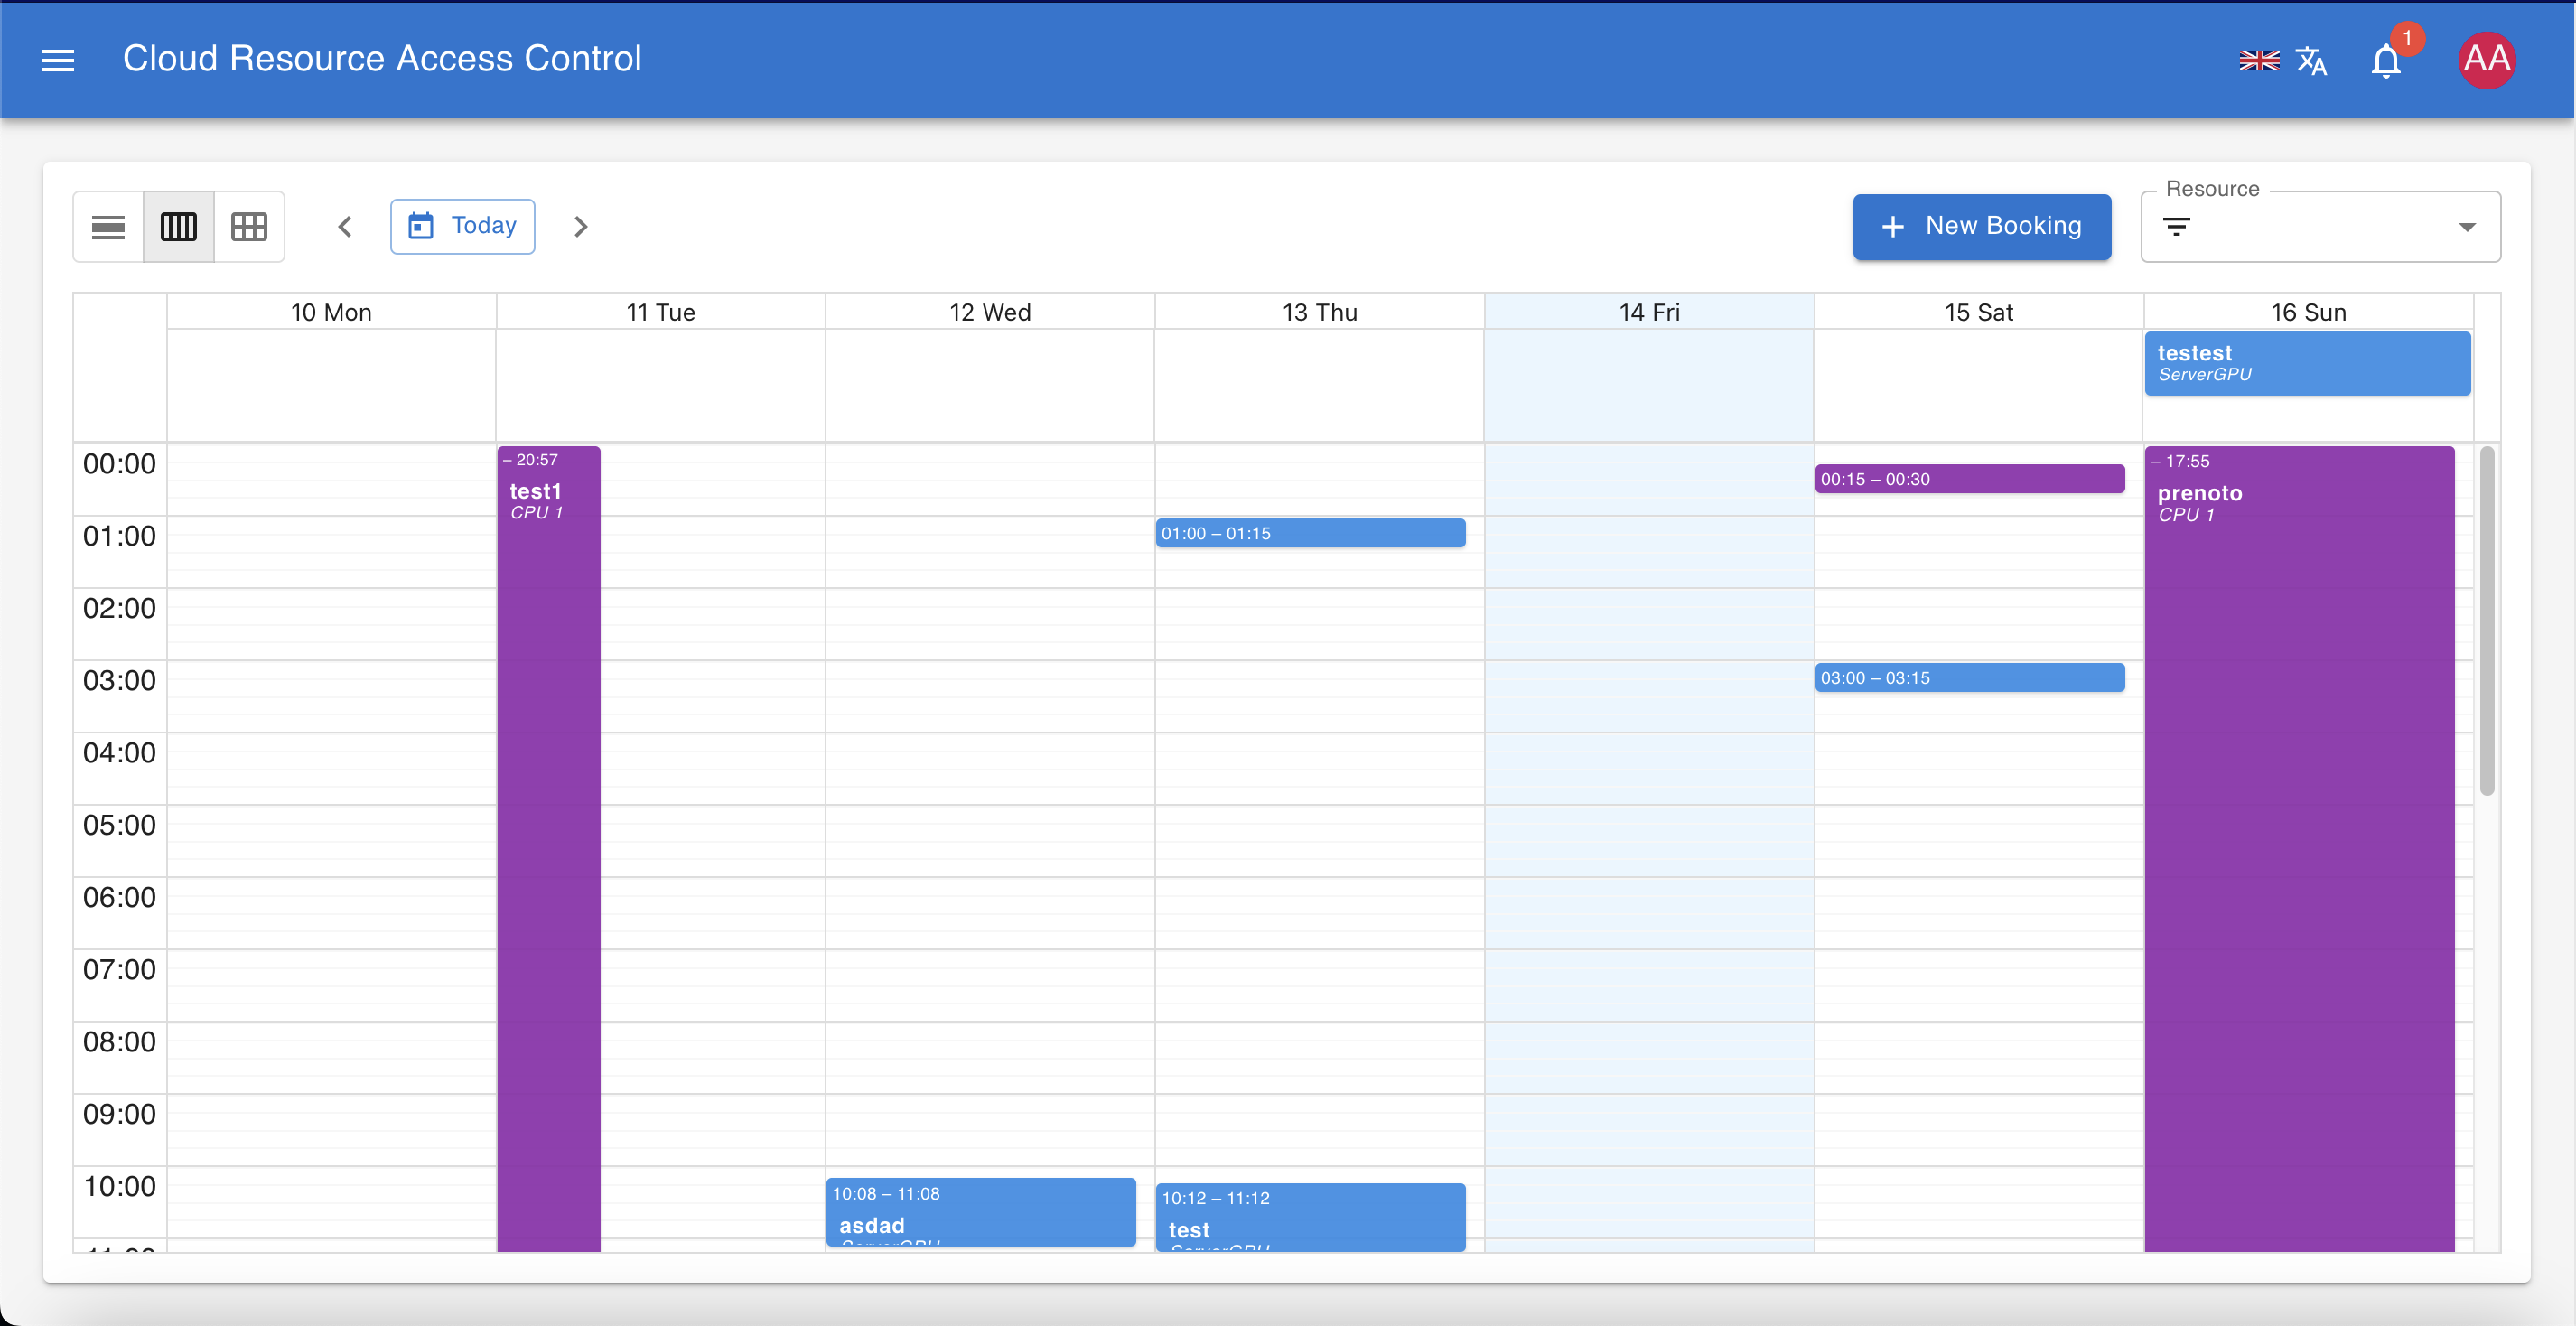 Cloud Resource Access Control
1
AA
Today
New Booking
Resource
10 Mon
11 Tue
12 Wed
13 Thu
14 Fri
15 Sat
16 Sun
testest
ServerGPU
00:00
– 20:57
test1
CPU 1
00:15 – 00:30
– 17:55
prenoto
CPU 1
01:00
01:00 – 01:15
02:00
03:00
03:00 – 03:15
04:00
05:00
06:00
07:00
08:00
09:00
10:00
10:08 – 11:08
asdad
ServerGPU
10:12 – 11:12
test
ServerGPU
11:00